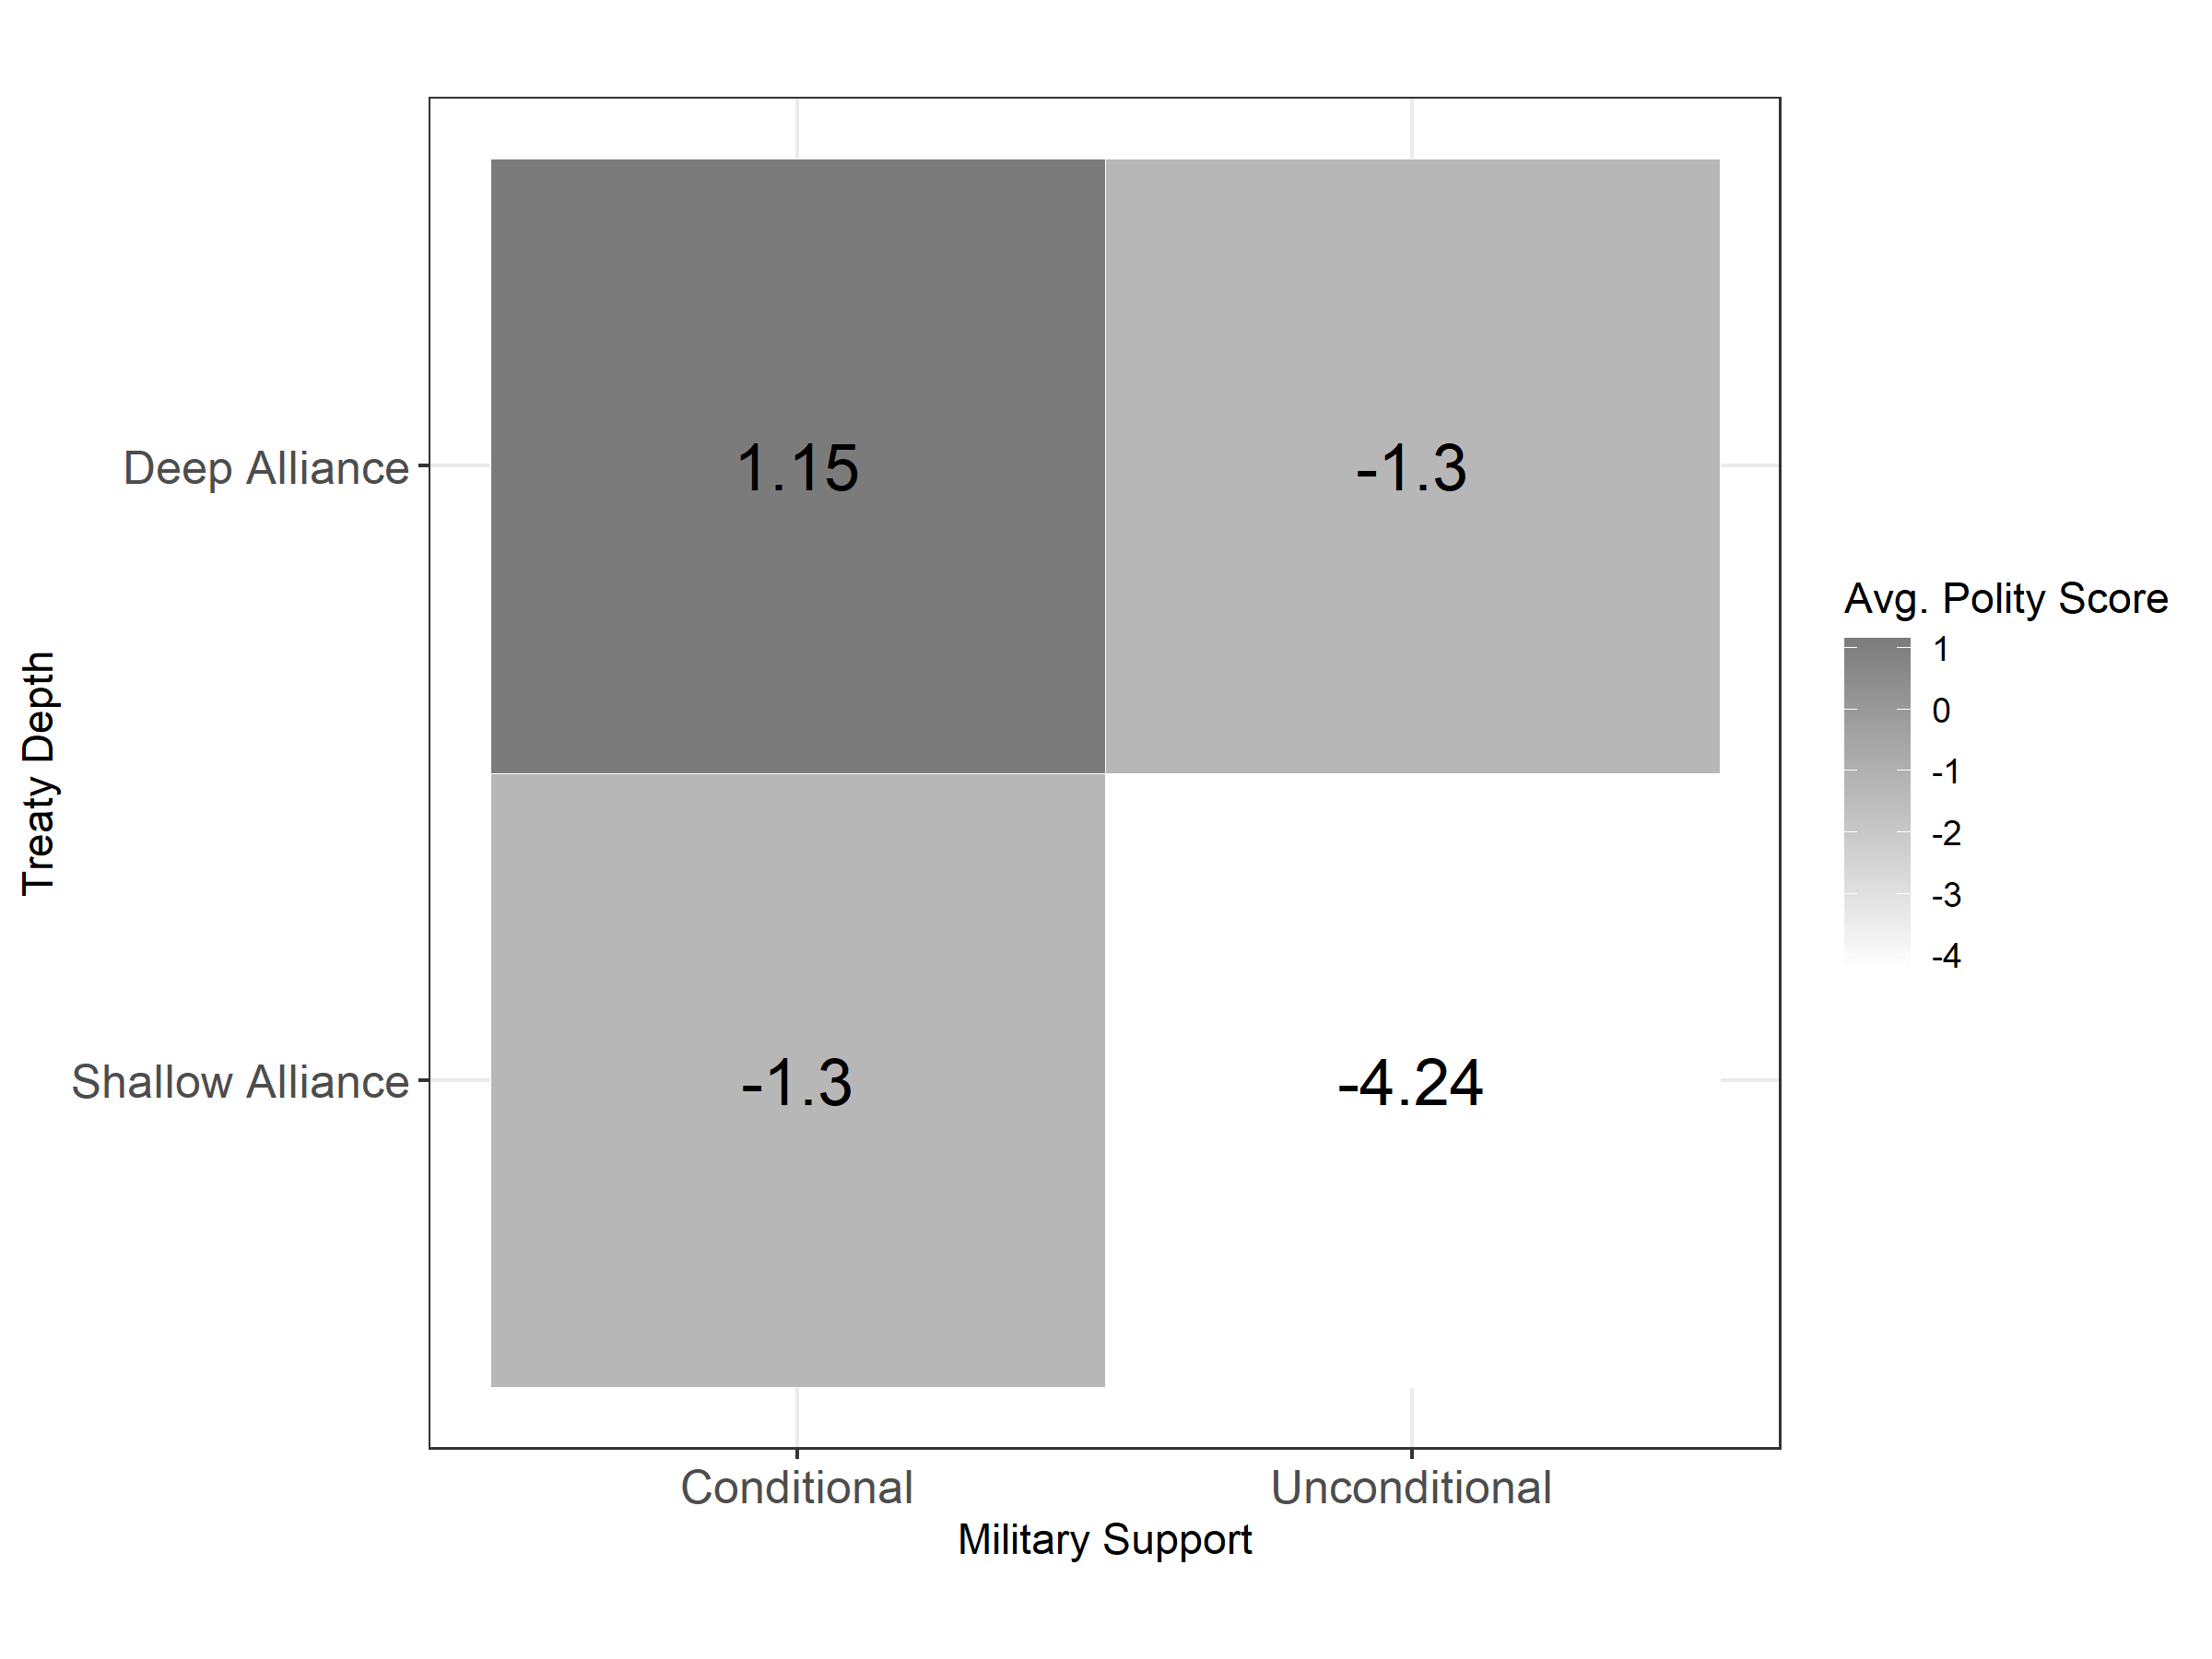 Deep Alliance
Shallow Alliance
Treaty Depth
1.15
-1.3
-1.3
-4.24
Conditional
Unconditional
Military Support
Avg. Polity Score
1
0
-1
-2
-3
-4